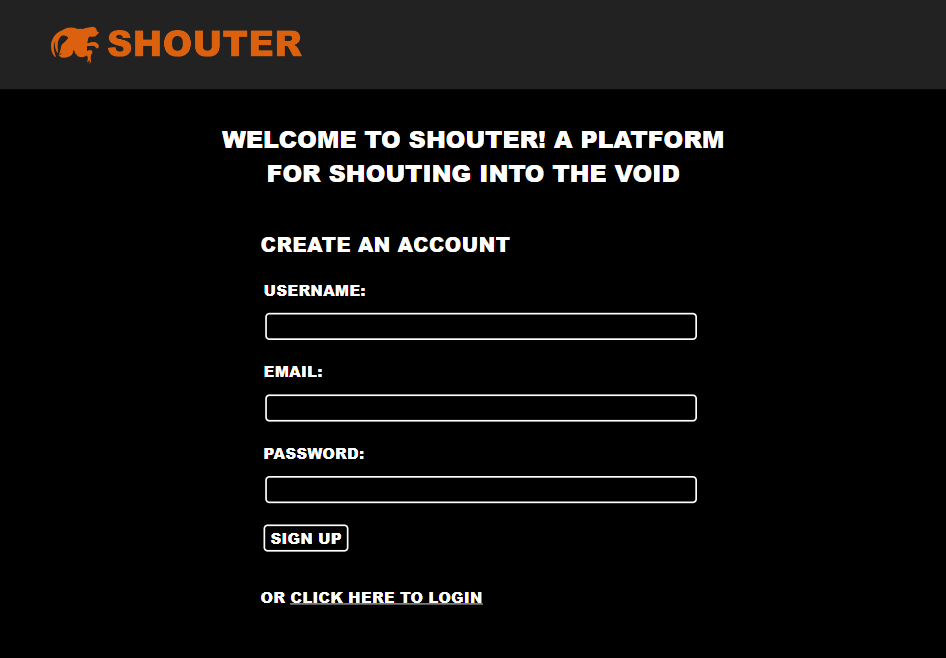 SHOUTER
WELCOME TO SHOUTER! A PLATFORM
FOR SHOUTING INTO THE VOID
CREATE AN ACCOUNT
USERNAME:
EMAIL:
PASSWORD:
SIGN UP
OR CLICK HERE TO LOGIN